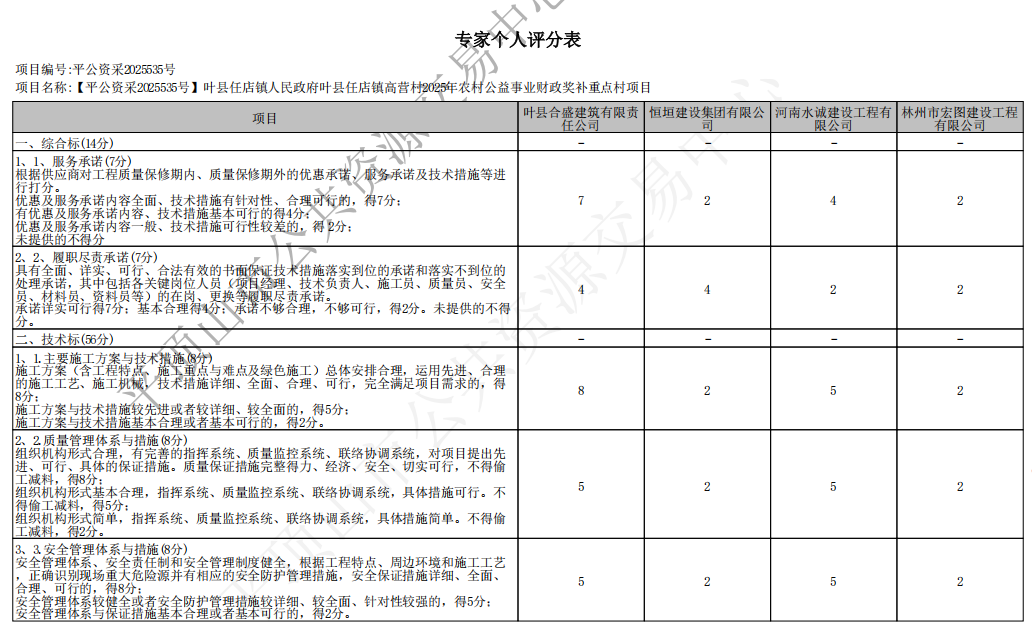 专家个人评分表
项目编号:平公资采2025535号
项目名称:【平公资采2025535号】叶县任店镇人民政府叶县任店镇高营村2025年农村公益事业财政奖补重点村项目
项目 叶县合盛建筑有限责任公司 恒垣建设集团有限公司 河南水诚建设工程有限公司 林州市宏图建设工程有限公司
一、综合标(14分) - - - -
1、1、服务承诺(7分)
根据供应商对工程质量保修期内、质量保修期外的优惠承诺、服务承诺及技术措施等进
行打分。
优惠及服务承诺内容全面、技术措施有针对性、合理可行的，得7分；
有优惠及服务承诺内容、技术措施基本可行的得4分；
优惠及服务承诺内容一般、技术措施可行性较差的，得 2分；
未提供的不得分
7 2 4 2
2、2、履职尽责承诺(7分)
具有全面、详实、可行、合法有效的书面保证技术措施落实到位的承诺和落实不到位的
处理承诺，其中包括各关键岗位人员（项目经理、技术负责人、施工员、质量员、安全
员、材料员、资料员等）的在岗、更换等履职尽责承诺。
承诺详实可行得7分；基本合理得4分；承诺不够合理，不够可行，得2分。未提供的不得
分。
4 4 2 2
二、技术标(56分) - - - -
1、1.主要施工方案与技术措施(8分)
施工方案（含工程特点、施工重点与难点及绿色施工）总体安排合理，运用先进、合理
的施工工艺、施工机械、技术措施详细、全面、合理、可行，完全满足项目需求的，得
8分；
施工方案与技术措施较先进或者较详细、较全面的，得5分；
施工方案与技术措施基本合理或者基本可行的，得2分。
8 2 5 2
2、2.质量管理体系与措施(8分)
组织机构形式合理，有完善的指挥系统、质量监控系统、联络协调系统，对项目提出先
进、可行、具体的保证措施。质量保证措施完整得力、经济、安全、切实可行，不得偷
工减料，得8分；
组织机构形式基本合理，指挥系统、质量监控系统、联络协调系统，具体措施可行。不
得偷工减料，得5分；
组织机构形式简单，指挥系统、质量监控系统、联络协调系统，具体措施简单。不得偷
工减料，得2分。
5 2 5 2
3、3.安全管理体系与措施(8分)
安全管理体系、安全责任制和安全管理制度健全，根据工程特点、周边环境和施工工艺
，正确识别现场重大危险源并有相应的安全防护管理措施，安全保证措施详细、全面、
合理、可行的，得8分；
安全管理体系较健全或者安全防护管理措施较详细、较全面、针对性较强的，得5分；
安全管理体系与保证措施基本合理或者基本可行的，得2分。
5 2 5 2
平顶山市公共资源交易中心
平顶山市公共资源交易中心